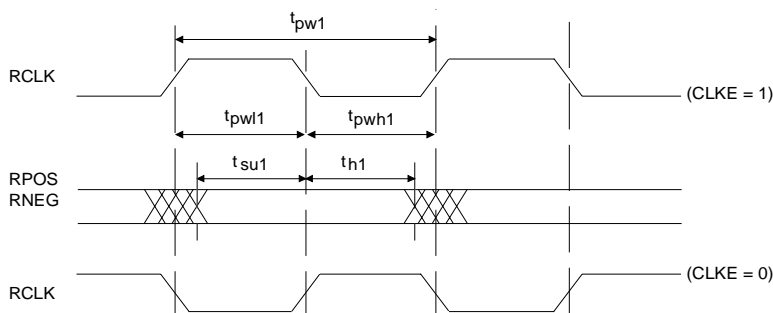 tpw1
RCLK
(CLKE = 1)
tpwl1
tpwh1
tsu1
th1
RPOS
RNEG
(CLKE = 0)
RCLK